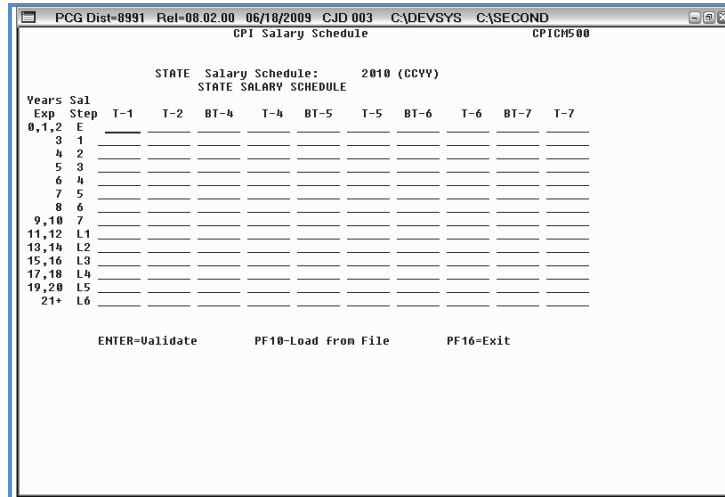 PCG Dist=8991 Rel=08.02.00 06/18/2009 CJD 003 C:\DEVSYS C:\SECOND
CPI Salary Schedule CPICM500
STATE Salary Schedule: 2010 (CCYY)
STATE SALARY SCHEDULE
Years Sal
Exp Step T-1 T-2 BT-4 T-4 BT-5 T-5 BT-6 T-6 BT-7 T-7
0,1,2 E
3 1
4 2
5 3
6 4
7 5
8 6
9,10 7
11,12 L1
13,14 L2
15,16 L3
17,18 L4
19,20 L5
21+ L6
ENTER=Validate PF10-Load from File PF16=Exit